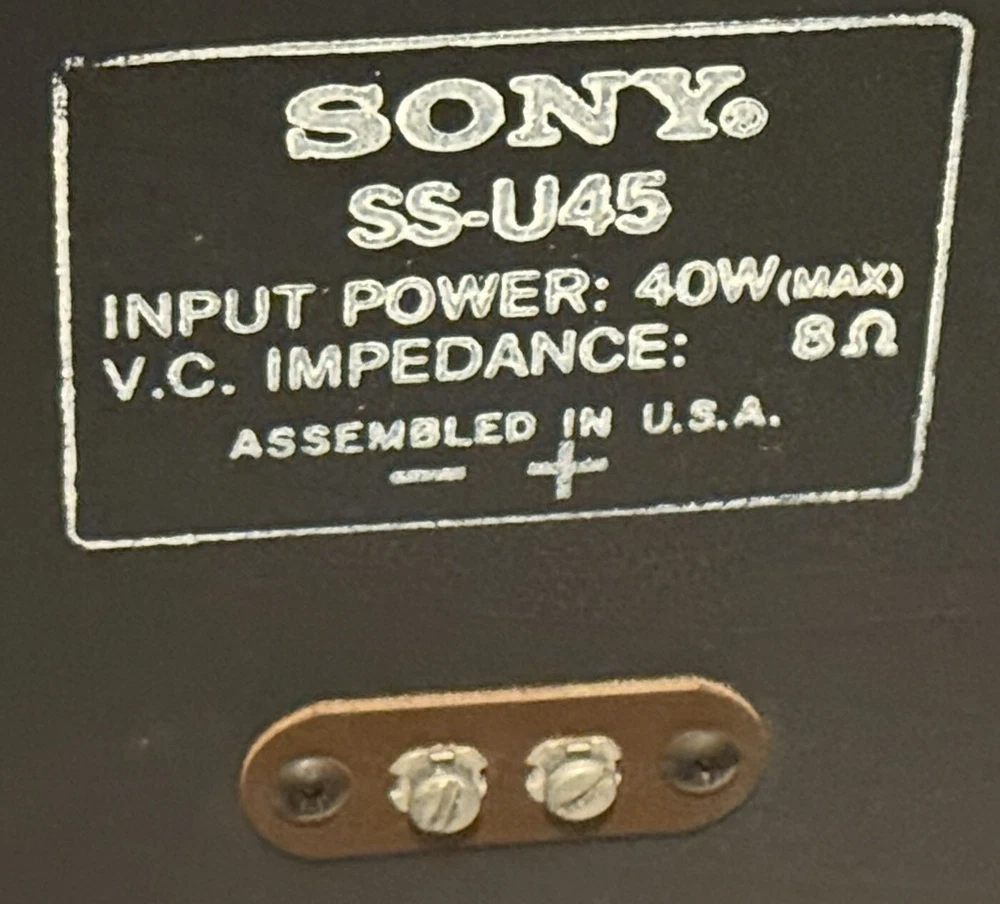 SONY®
SS-U45
INPUT POWER: 40W(MAX)
V.C. IMPEDANCE: 8Ω
ASSEMBLED IN U.S.A.
− +